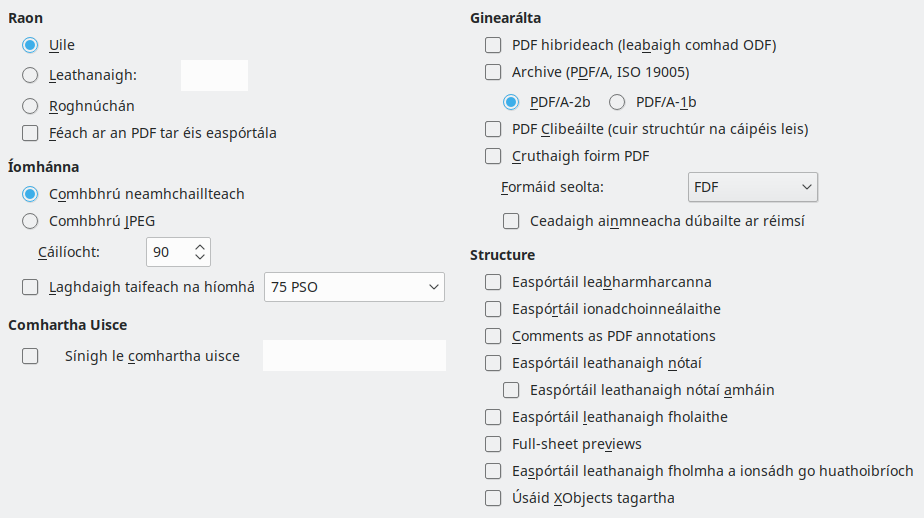 Raon
Uile
Leathanaigh:
Roghnúchán
Féach ar an PDF tar éis easpórtála
Íomhánna
Comhbhrú neamhchaillteach
Comhbhrú JPEG
Cáilíocht: 90
Laghdaigh taifeach na híomhá 75 PSO
Comhartha Uisce
Sínigh le comhartha uisce
Ginearálta
PDF hibrideach (leabaigh comhad ODF)
Archive (PDF/A, ISO 19005)
PDF/A-2b PDF/A-1b
PDF Clibeáilte (cuir struchtúr na cáipéis leis)
Cruthaigh foirm PDF
Formáid seolta: FDF
Ceadaigh ainmneacha dúbailte ar réimsí
Structure
Easpórtáil leabharmharcanna
Easpórtáil ionadchoinneálaithe
Comments as PDF annotations
Easpórtáil leathanaigh nótaí
Easpórtáil leathanaigh nótaí amháin
Easpórtáil leathanaigh fholaithe
Full-sheet previews
Easpórtáil leathanaigh fholmha a ionsádh go huathoibríoch
Úsáid XObjects tagartha